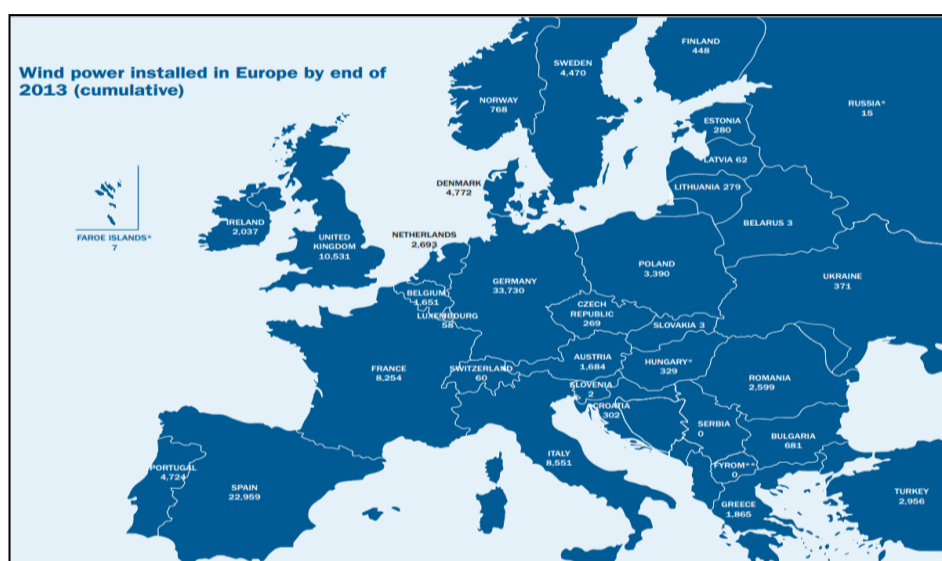 Wind power installed in Europe by end of
2013 (cumulative)
FINLAND
448
SWEDEN
4,470
NORWAY
768
RUSSIA*
15
ESTONIA
280
LATVIA 62
LITHUANIA 279
DENMARK
4,772
BELARUS 3
IRELAND
2,037
FAROE ISLANDS*
7
UNITED
KINGDOM
10,531
NETHERLANDS
2,693
POLAND
3,390
GERMANY
33,730
UKRAINE
371
BELGIUM
1,651
LUXEMBOURG
58
CZECH
REPUBLIC
269
SLOVAKIA 3
AUSTRIA
1,684
HUNGARY*
329
FRANCE
8,254
SWITZERLAND
60
ROMANIA
2,599
SLOVENIA
2
CROATIA
302
SERBIA
0
BULGARIA
681
ITALY
8,551
FYROM**
0
PORTUGAL
4,724
SPAIN
22,959
GREECE
1,865
TURKEY
2,956